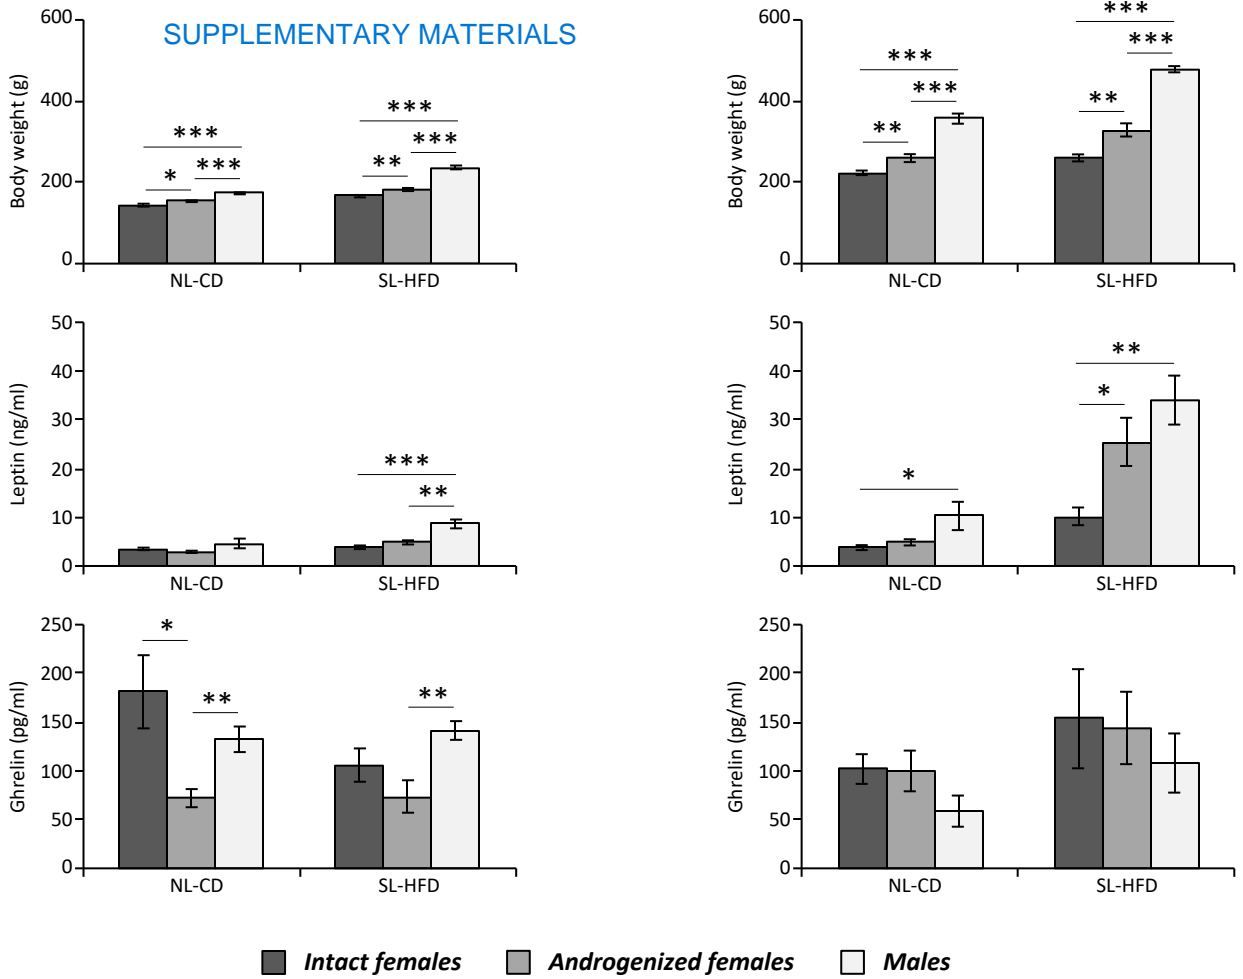 SUPPLEMENTARY MATERIALS
Body weight (g)
600
400
200
0
***
*
***
***
**
***
NL-CD
SL-HFD
Body weight (g)
600
400
200
0
***
**
***
***
**
***
NL-CD
SL-HFD
Leptin (ng/ml)
50
40
30
20
10
0
***
**
NL-CD
SL-HFD
Leptin (ng/ml)
50
40
30
20
10
0
*
**
*
NL-CD
SL-HFD
Ghrelin (pg/ml)
250
200
150
100
50
0
*
**
**
NL-CD
SL-HFD
Ghrelin (pg/ml)
250
200
150
100
50
0
NL-CD
SL-HFD
Intact females Androgenized females Males